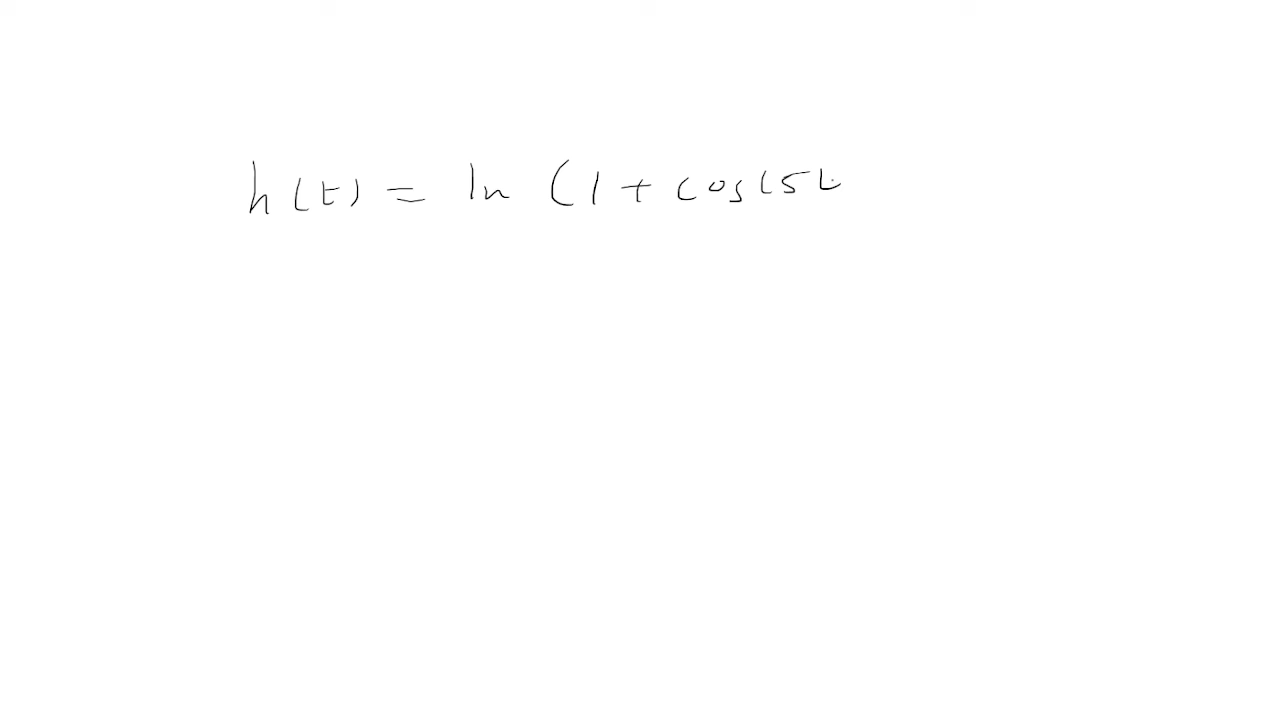 h(t) = ln (1 + cos(5t